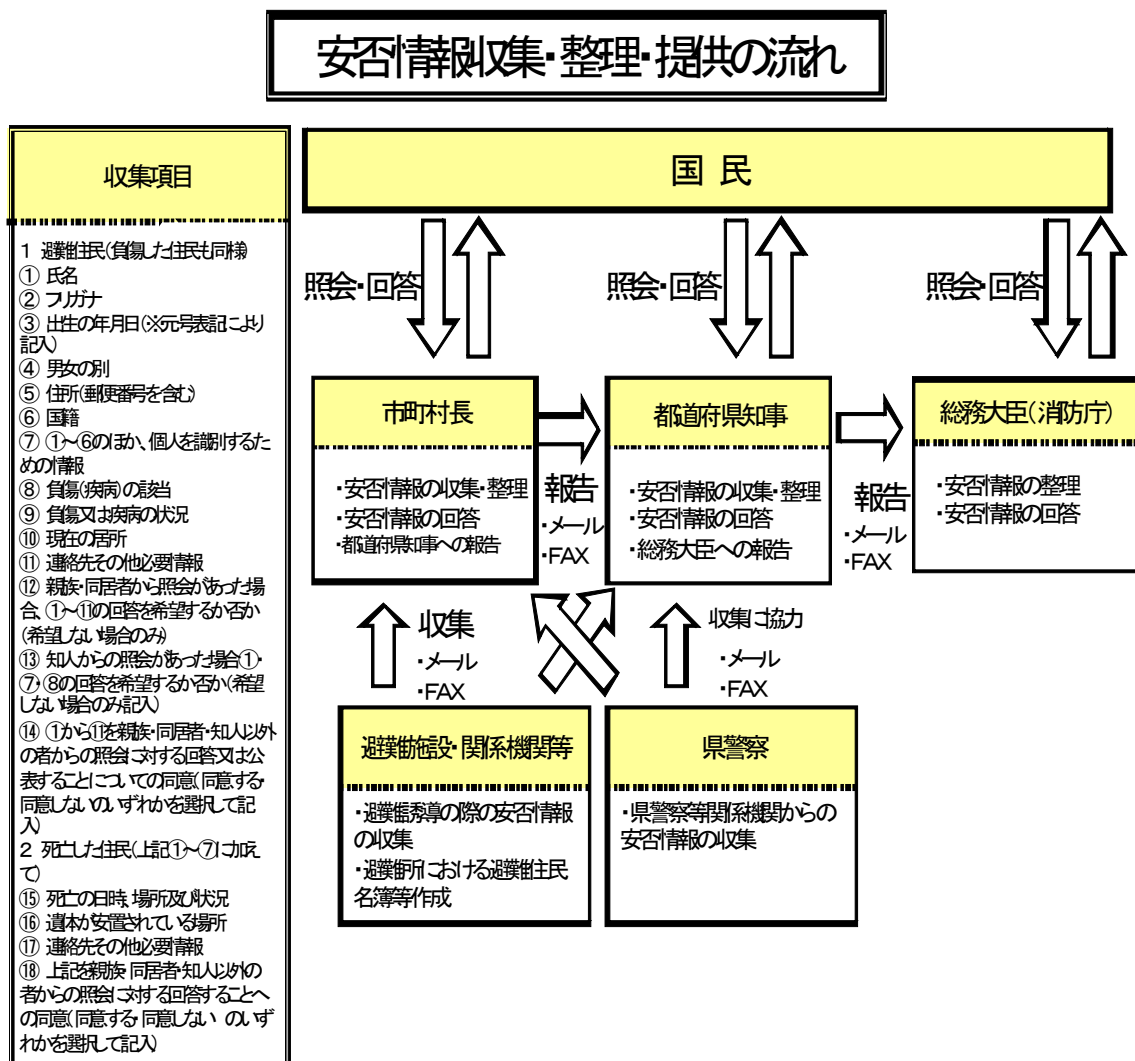 安否情報収集・整理・提供の流れ
収集項目
1 避難住民(負傷した住民も同様)
① 氏名
② フリガナ
③ 出生の年月日(※元号表記により
記入)
④ 男女の別
⑤ 住所(郵便番号を含む)
⑥ 国籍
⑦ ①~⑥のほか、個人を識別するた
めの情報
⑧ 負傷(疾病)の該当
⑨ 負傷又は疾病の状況
⑩ 現在の居所
⑪ 連絡先その他必要情報
⑫ 親族・同居者から照会があった場
合、①~⑪の回答を希望するか否か
(希望しない場合のみ)
⑬ 知人からの照会があった場合①・
⑦・⑧の回答を希望するか否か(希望
しない場合のみ記入)
⑭ ①から⑪を親族・同居者・知人以外
の者からの照会に対する回答又は公
表することについての同意(同意する・
同意しないのいずれかを選択して記
入)
2 死亡した住民(上記①~⑦に加え
て)
⑮ 死亡の日時、場所及び状況
⑯ 遺体が安置されている場所
⑰ 連絡先その他必要情報
⑱ 上記を親族・同居者・知人以外の
者からの照会に対する回答することへ
の同意(同意する・同意しない のいず
れかを選択して記入)
国 民
照会・回答
照会・回答
照会・回答
市町村長
・安否情報の収集・整理
・安否情報の回答
・都道府県知事への報告
報告
・メール
・FAX
都道府県知事
・安否情報の収集・整理
・安否情報の回答
・総務大臣への報告
報告
・メール
・FAX
総務大臣(消防庁)
・安否情報の整理
・安否情報の回答
収集
・メール
・FAX
収集に協力
・メール
・FAX
避難施設・関係機関等
・避難誘導の際の安否情報
の収集
・避難所における避難住民
名簿等作成
県警察
・県警察等関係機関からの
安否情報の収集